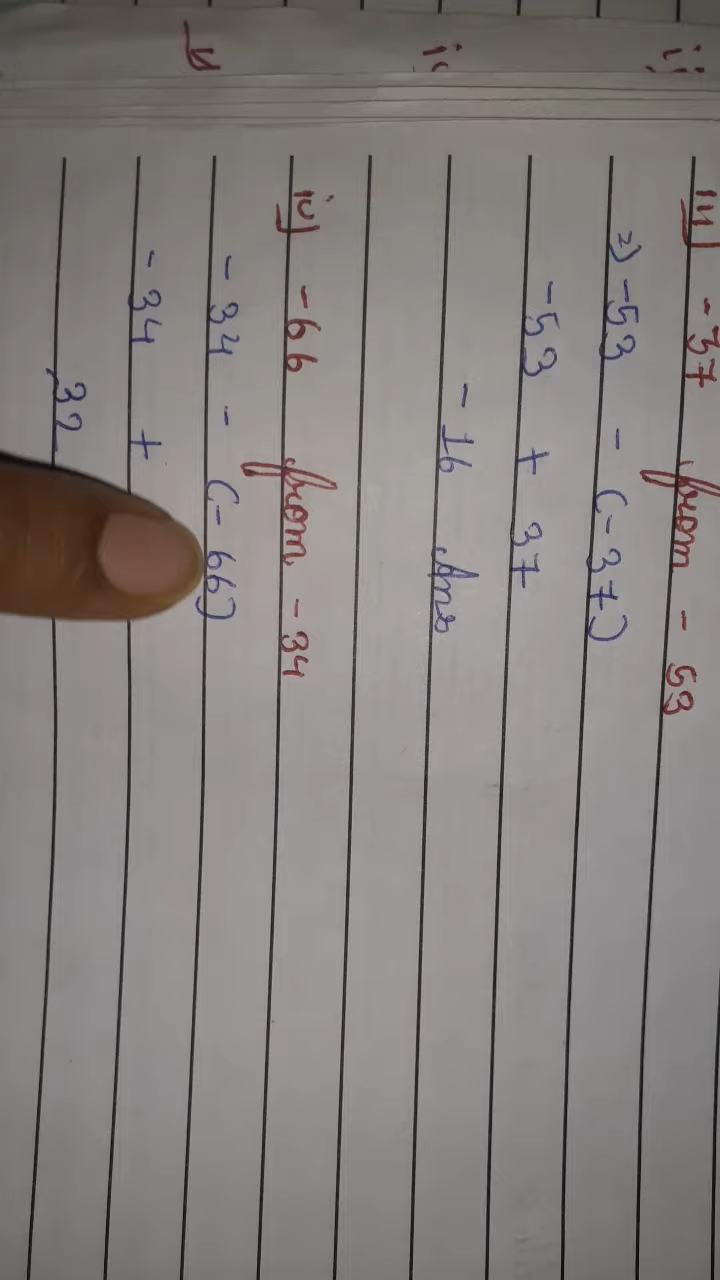 iii) -37 from - 53
=) -53 - (-37)
-53 + 37
-16 Ans
iv) -66 from -34
-34 - (-66)
-34 +
32